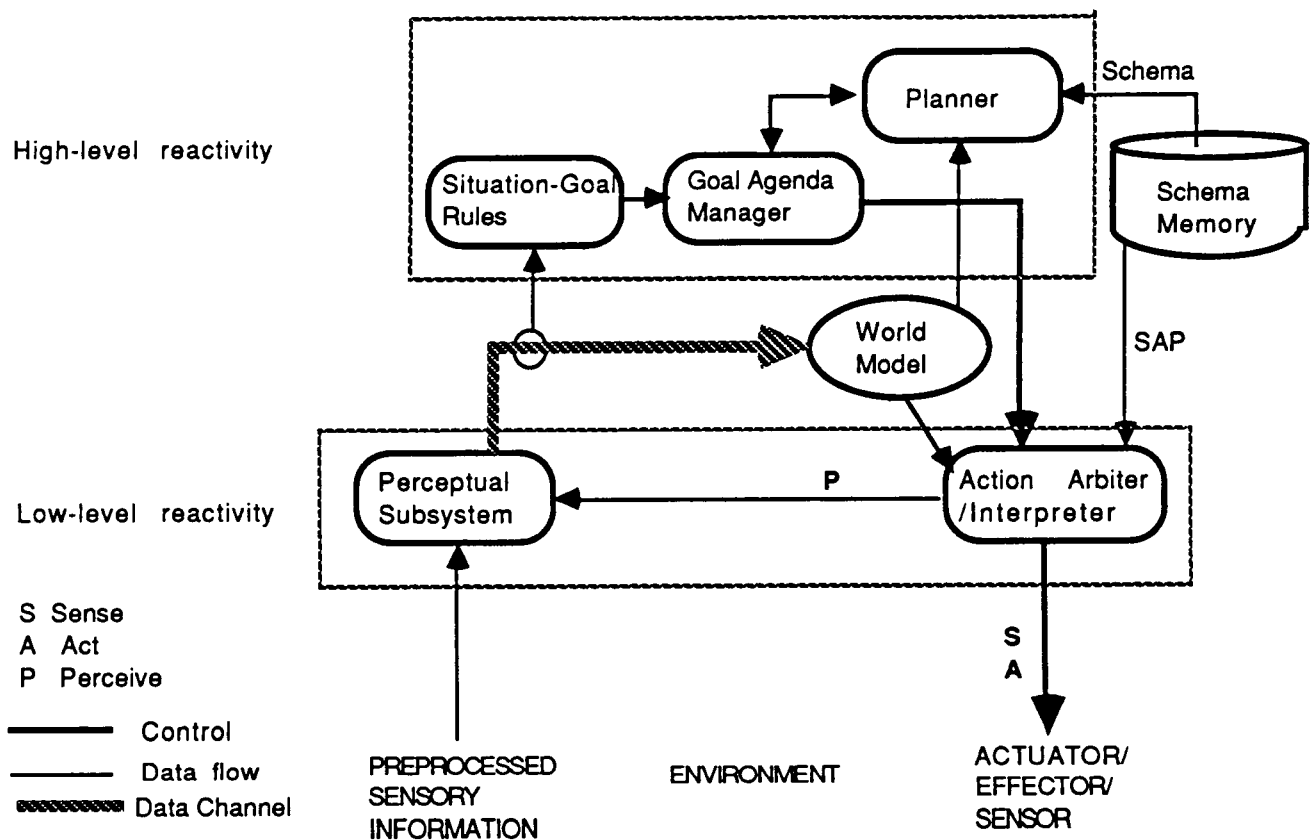 Schema
Planner
High-level reactivity
Situation-Goal
Rules
Goal Agenda
Manager
Schema
Memory
World
Model
SAP
Low-level reactivity
Perceptual
Subsystem
P
Action Arbiter
/Interpreter
S Sense
A Act
P Perceive
S
A
Control
Data flow
Data Channel
PREPROCESSED
SENSORY
INFORMATION
ENVIRONMENT
ACTUATOR/
EFFECTOR/
SENSOR